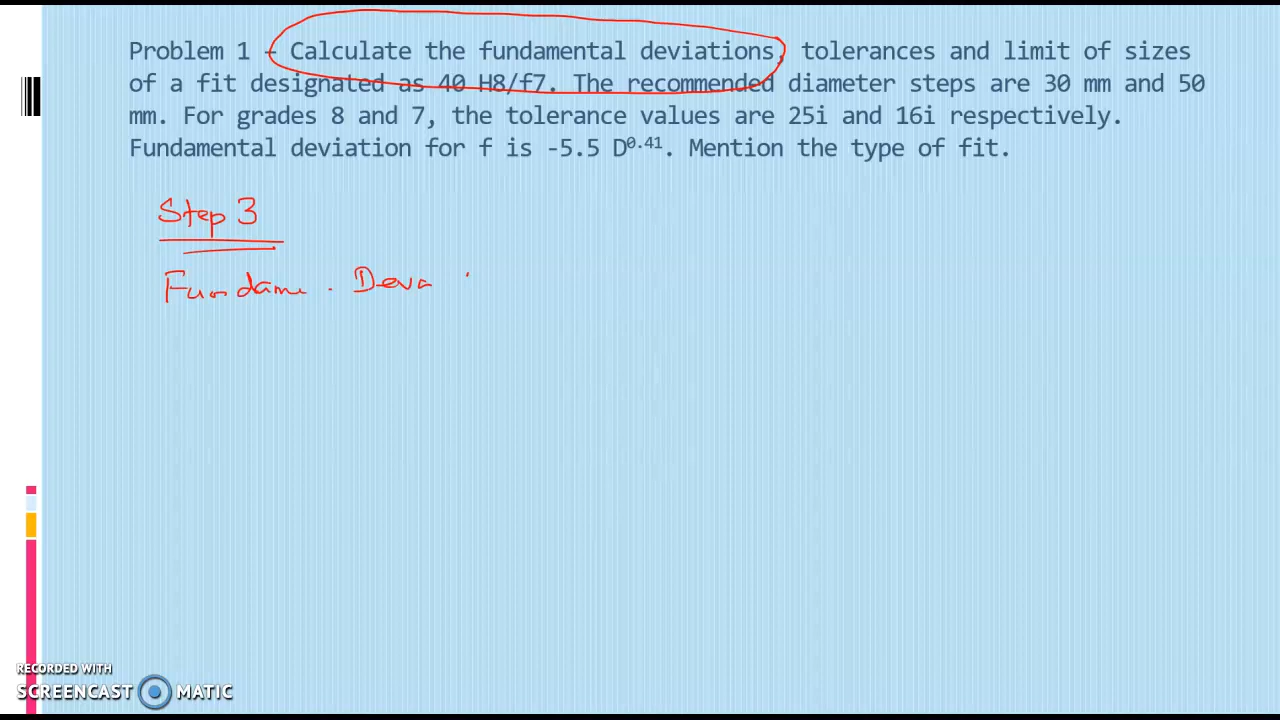 Problem 1 - Calculate the fundamental deviations, tolerances and limit of sizes
of a fit designated as 40 H8/f7. The recommended diameter steps are 30 mm and 50
mm. For grades 8 and 7, the tolerance values are 25i and 16i respectively.
Fundamental deviation for f is -5.5 D^0.41. Mention the type of fit.
Step 3
Fundame . Deva
RECORDED WITH
SCREENCAST MATIC